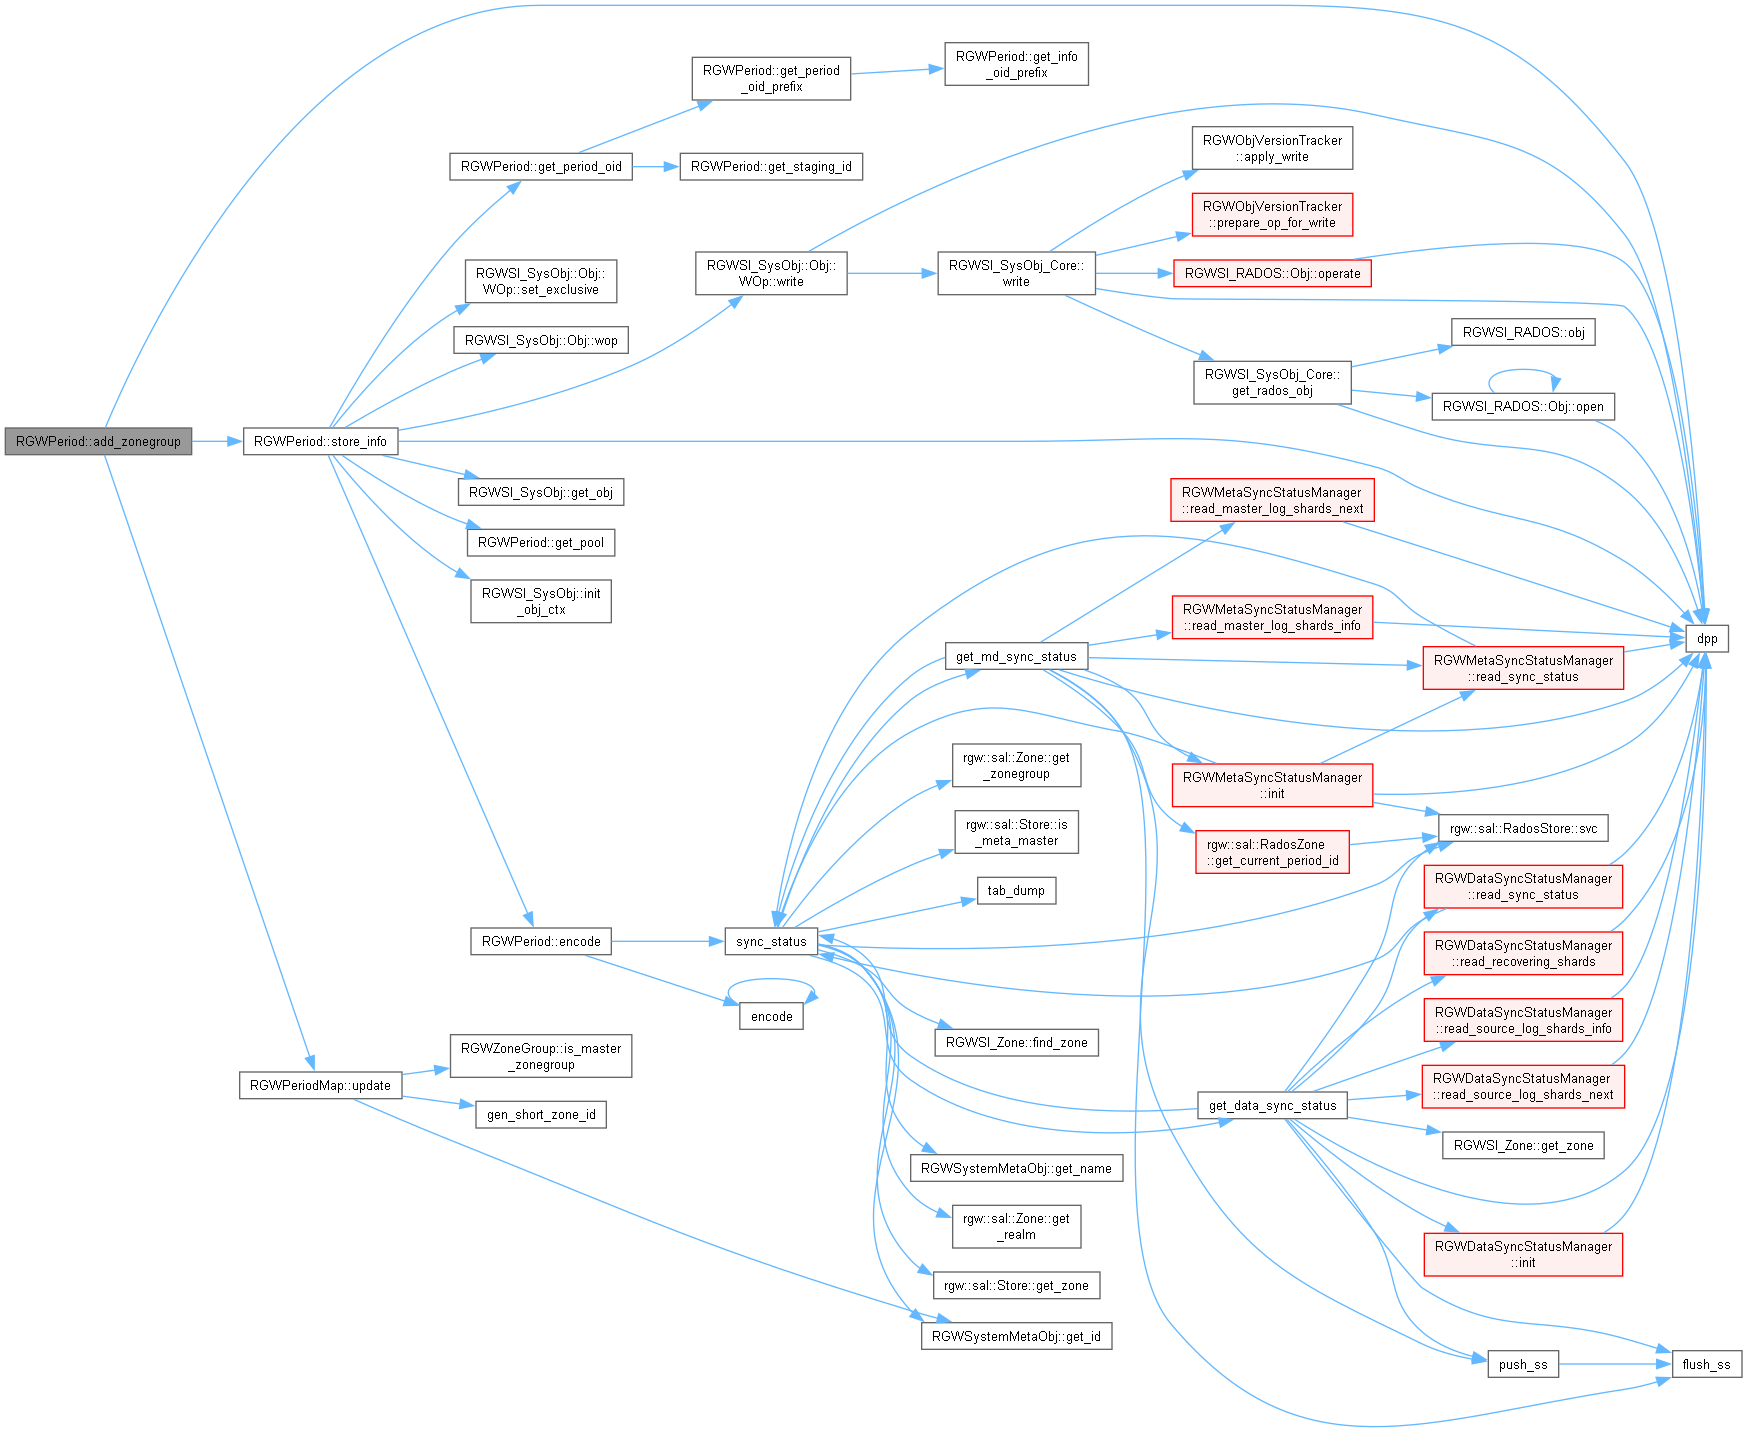 RGWPeriod::get_info
_oid_prefix
RGWPeriod::get_period
_oid_prefix
RGWObjVersionTracker
::apply_write
RGWPeriod::get_period_oid
RGWPeriod::get_staging_id
RGWObjVersionTracker
::prepare_op_for_write
RGWSI_SysObj::Obj::
WOp::set_exclusive
RGWSI_SysObj::Obj::
WOp::write
RGWSI_SysObj_Core::
write
RGWSI_RADOS::Obj::operate
RGWSI_SysObj::Obj::wop
RGWSI_RADOS::obj
RGWSI_SysObj_Core::
get_rados_obj
RGWSI_RADOS::Obj::open
RGWPeriod::add_zonegroup
RGWPeriod::store_info
RGWSI_SysObj::get_obj
RGWMetaSyncStatusManager
::read_master_log_shards_next
RGWPeriod::get_pool
RGWSI_SysObj::init
_obj_ctx
RGWMetaSyncStatusManager
::read_master_log_shards_info
dpp
get_md_sync_status
RGWMetaSyncStatusManager
::read_sync_status
rgw::sal::Zone::get
_zonegroup
RGWMetaSyncStatusManager
::init
rgw::sal::Store::is
_meta_master
rgw::sal::RadosStore::svc
rgw::sal::RadosZone
::get_current_period_id
tab_dump
RGWDataSyncStatusManager
::read_sync_status
RGWPeriod::encode
sync_status
RGWDataSyncStatusManager
::read_recovering_shards
encode
RGWDataSyncStatusManager
::read_source_log_shards_info
RGWSI_Zone::find_zone
RGWZoneGroup::is_master
_zonegroup
RGWPeriodMap::update
RGWDataSyncStatusManager
::read_source_log_shards_next
gen_short_zone_id
get_data_sync_status
RGWSI_Zone::get_zone
RGWSystemMetaObj::get_name
rgw::sal::Zone::get
_realm
RGWDataSyncStatusManager
::init
rgw::sal::Store::get_zone
RGWSystemMetaObj::get_id
push_ss
flush_ss